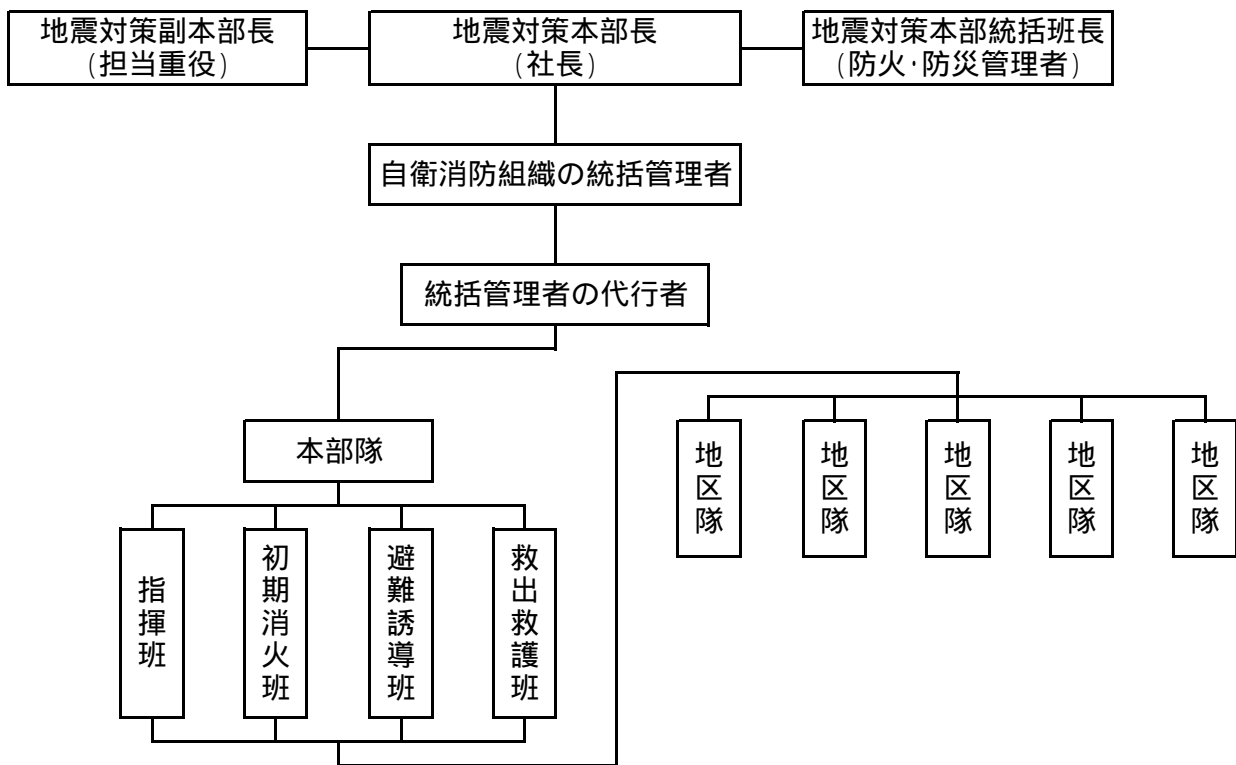 地震対策副本部長
(担当重役)
地震対策本部長
(社長)
地震対策本部統括班長
(防火・防災管理者)
自衛消防組織の統括管理者
統括管理者の代行者
本部隊
地区隊
地区隊
地区隊
地区隊
地区隊
指揮班
初期消火班
避難誘導班
救出救護班